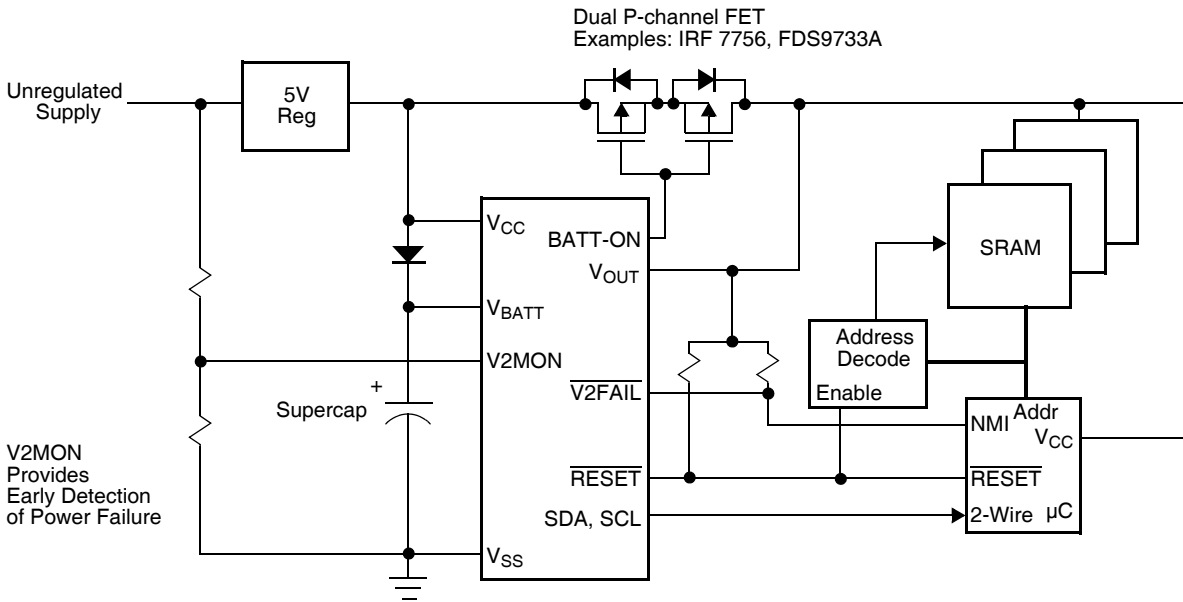 Dual P-channel FET
Examples: IRF 7756, FDS9733A
Unregulated
Supply
5V
Reg
VCC
BATT-ON
VOUT
SRAM
VBATT
V2MON
Address
Decode
+
Supercap
V2FAIL
Enable
NMI
Addr
VCC
V2MON
Provides
Early Detection
of Power Failure
RESET
RESET
SDA, SCL
2-Wire
µC
VSS